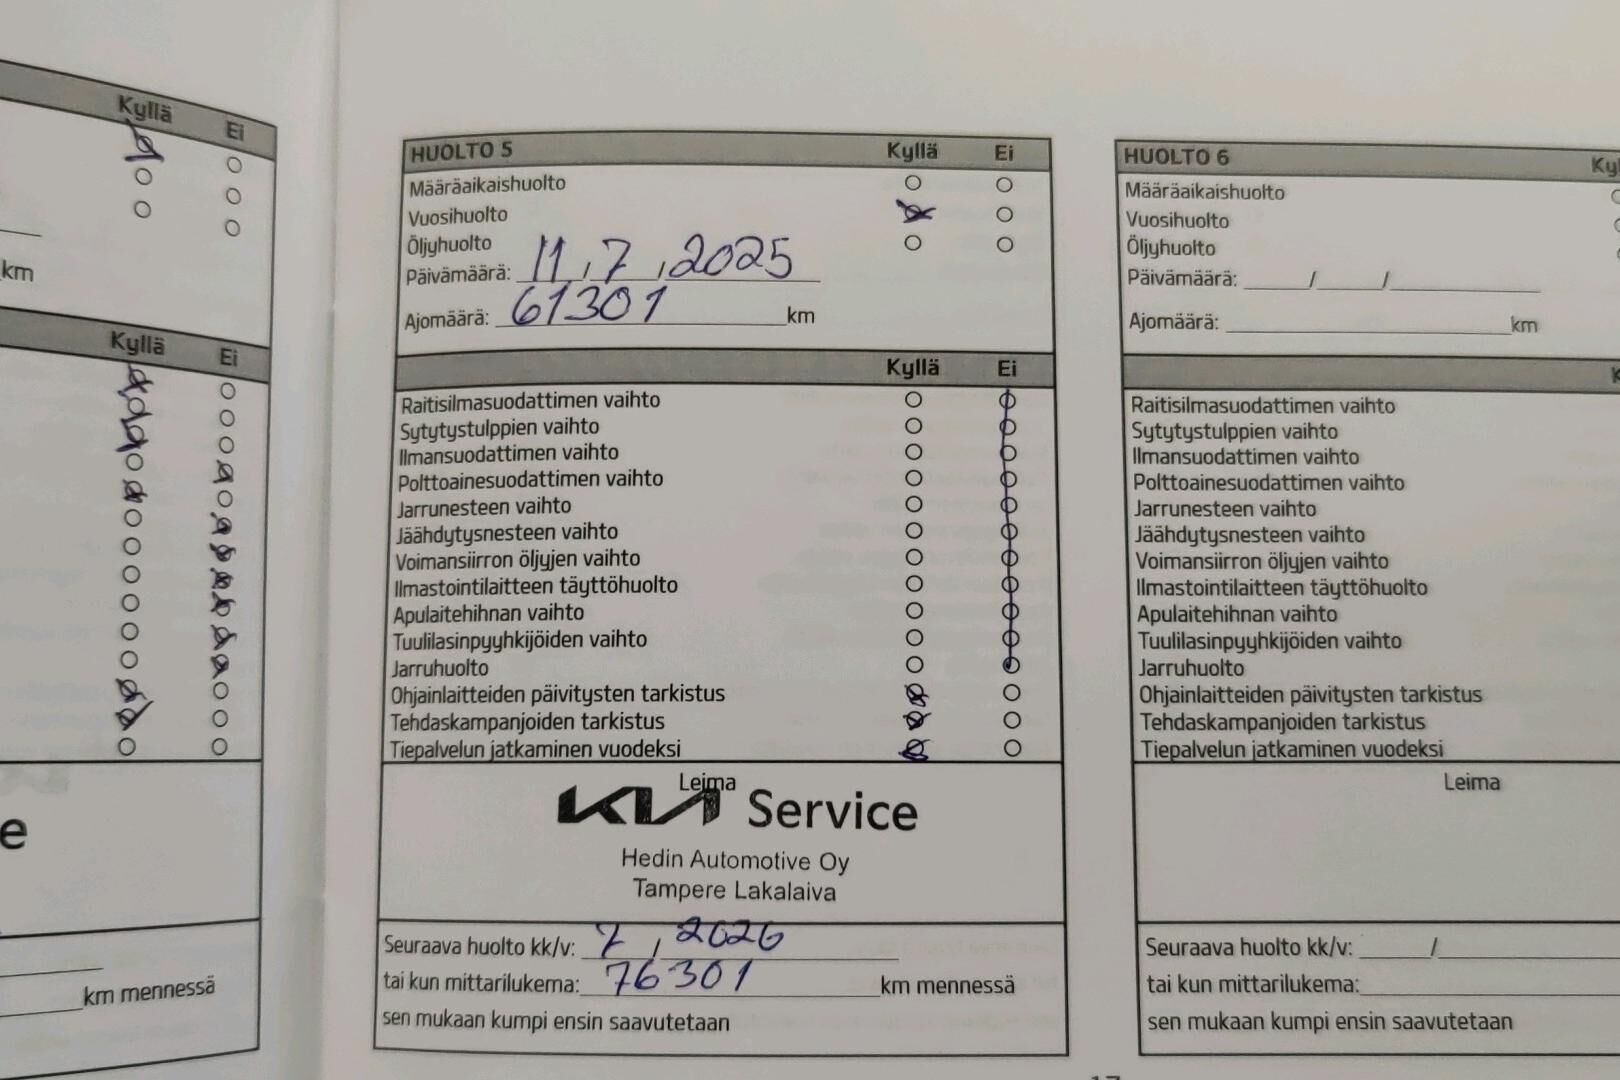 Kyllä Ei
km
Kyllä Ei
e
km mennessä
HUOLTO 5 Kyllä Ei
Määräaikaishuolto
Vuosihuolto
Öljyhuolto
Päivämäärä: 11 / 7 / 2025
Ajomäärä: 61301 km
Kyllä Ei
Raitisilmasuodattimen vaihto
Sytytystulppien vaihto
Ilmansuodattimen vaihto
Polttoainesuodattimen vaihto
Jarrunesteen vaihto
Jäähdytysnesteen vaihto
Voimansiirron öljyjen vaihto
Ilmastointilaitteen täyttöhuolto
Apulaitehihnan vaihto
Tuulilasinpyyhkijöiden vaihto
Jarruhuolto
Ohjainlaitteiden päivitysten tarkistus
Tehdaskampanjoiden tarkistus
Tiepalvelun jatkaminen vuodeksi
Leima
KIA Service
Hedin Automotive Oy
Tampere Lakalaiva
Seuraava huolto kk/v: 7 / 2026
tai kun mittarilukema: 76301 km mennessä
sen mukaan kumpi ensin saavutetaan
HUOLTO 6
Määräaikaishuolto
Vuosihuolto
Öljyhuolto
Päivämäärä: / /
Ajomäärä: km
Raitisilmasuodattimen vaihto
Sytytystulppien vaihto
Ilmansuodattimen vaihto
Polttoainesuodattimen vaihto
Jarrunesteen vaihto
Jäähdytysnesteen vaihto
Voimansiirron öljyjen vaihto
Ilmastointilaitteen täyttöhuolto
Apulaitehihnan vaihto
Tuulilasinpyyhkijöiden vaihto
Jarruhuolto
Ohjainlaitteiden päivitysten tarkistus
Tehdaskampanjoiden tarkistus
Tiepalvelun jatkaminen vuodeksi
Leima
Seuraava huolto kk/v: /
tai kun mittarilukema:
sen mukaan kumpi ensin saavutetaan